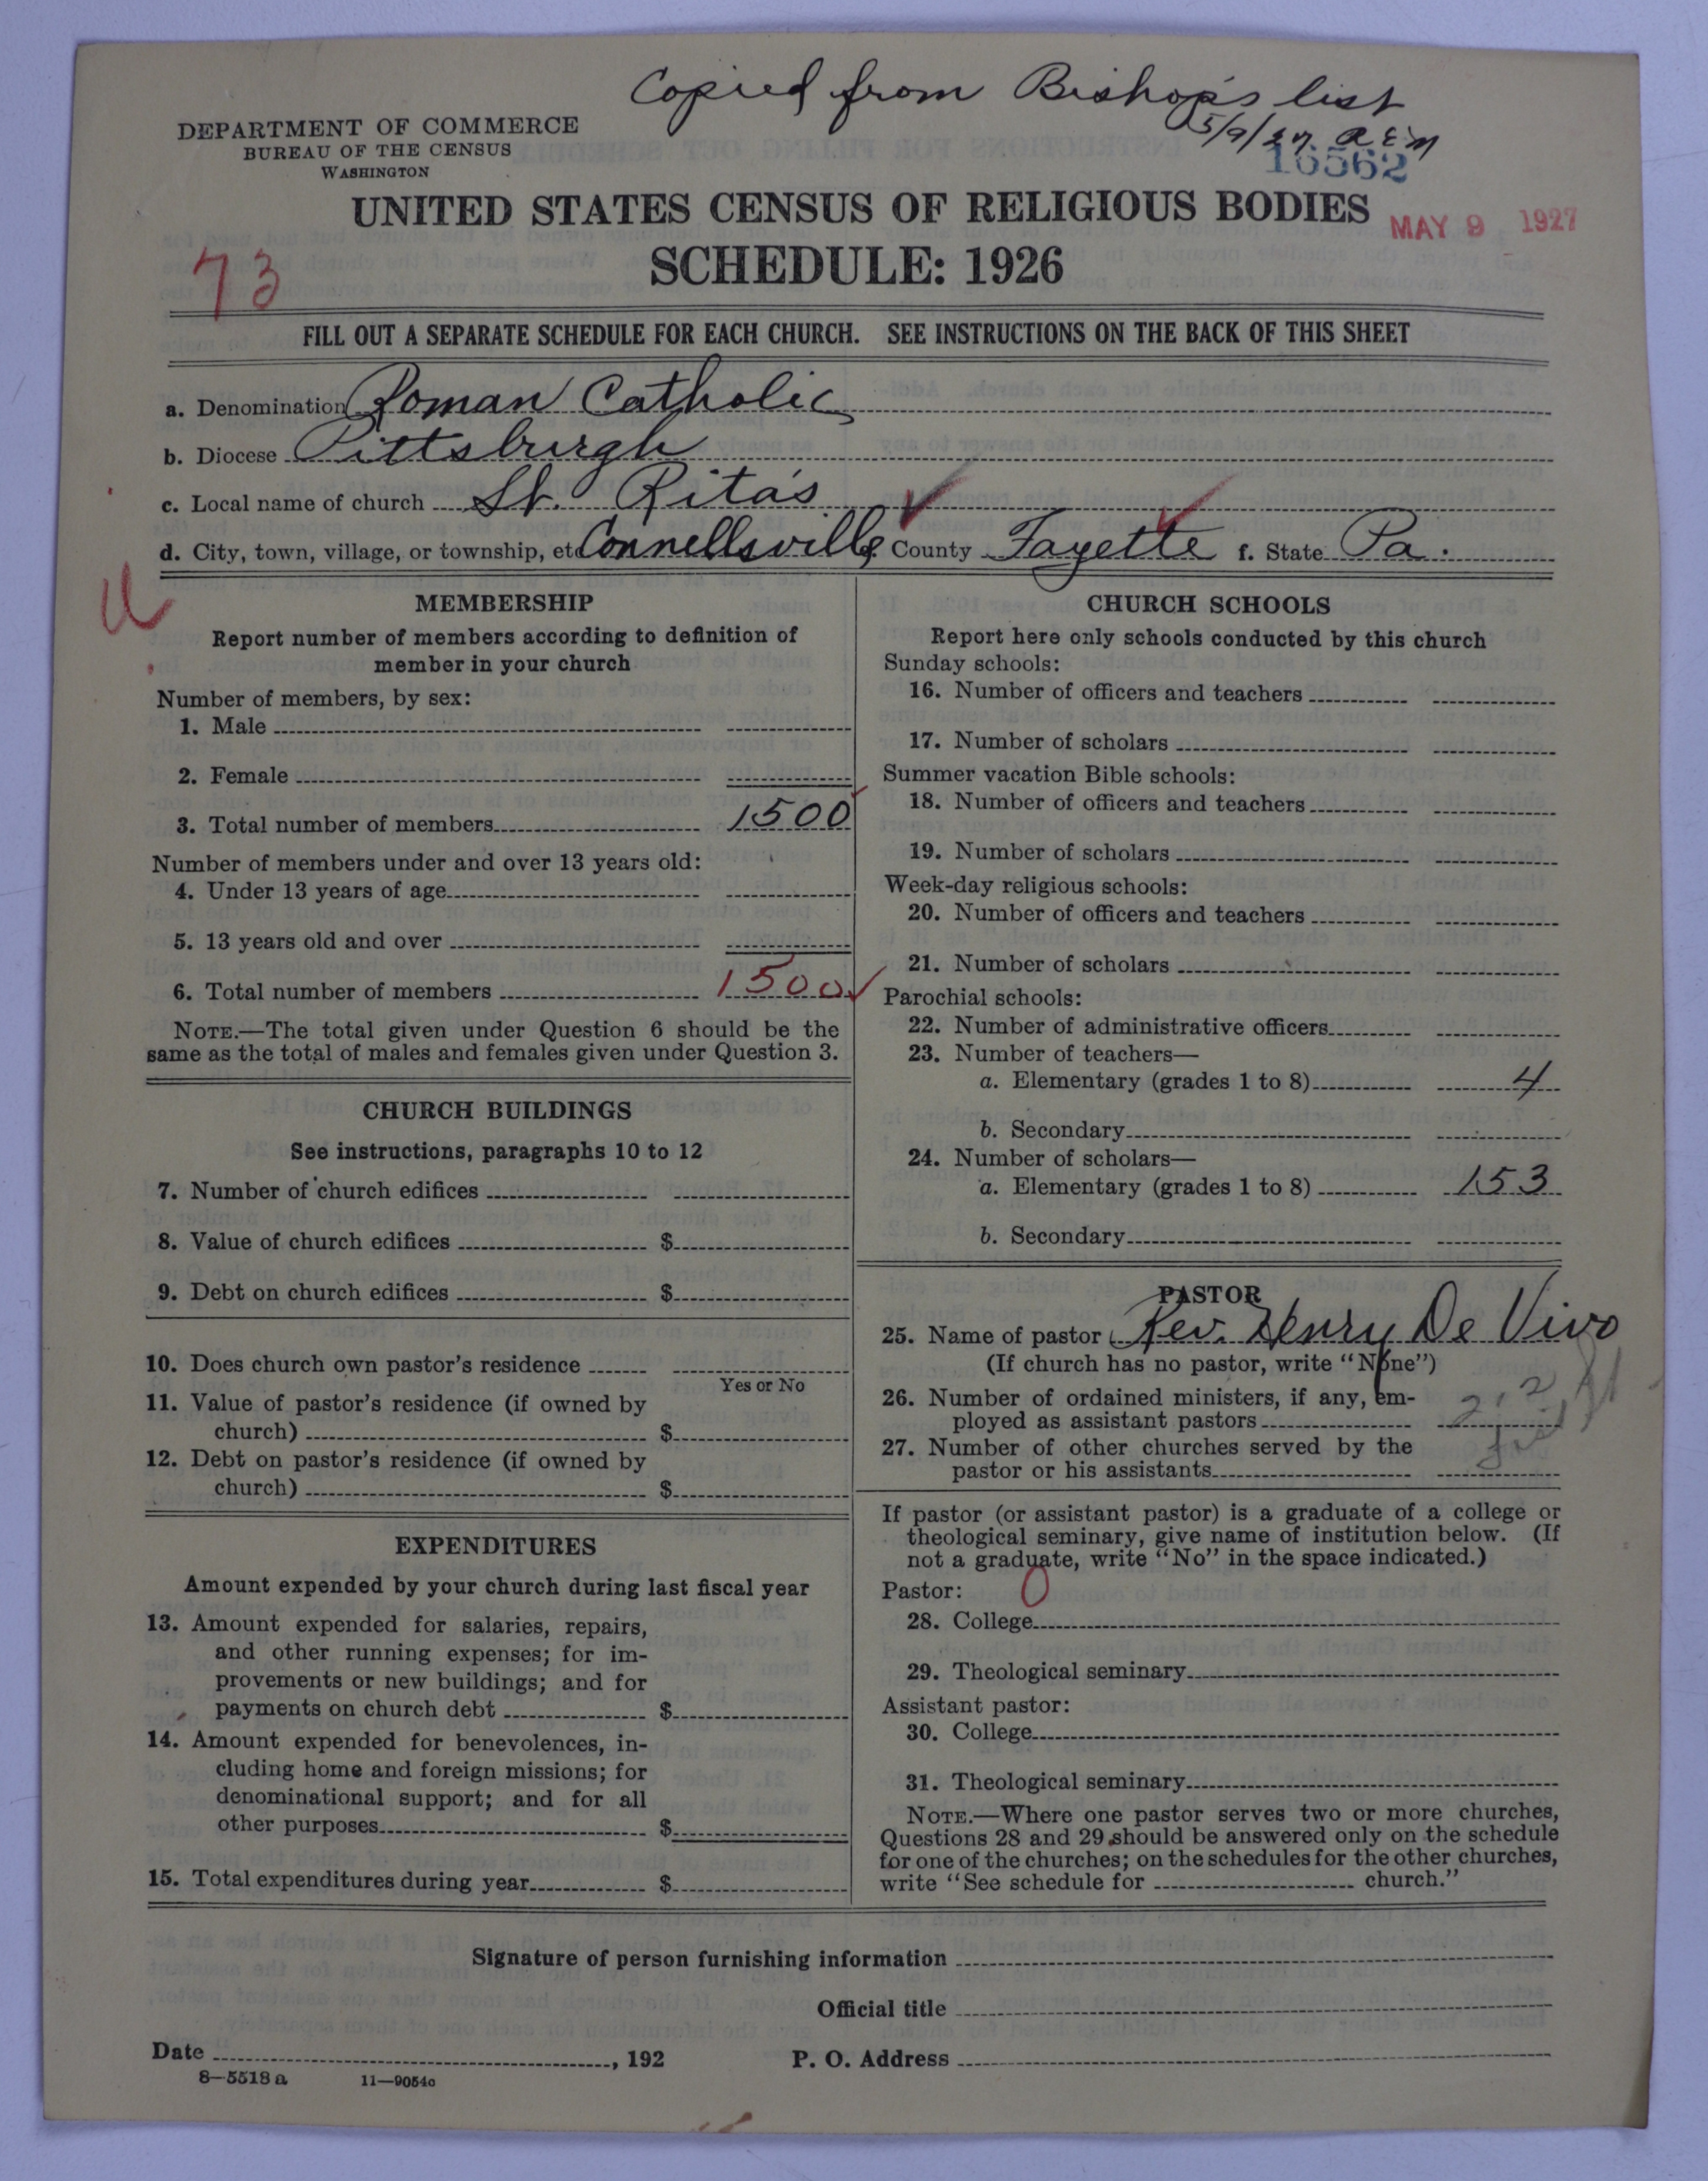 Copied from Bishop's list
5/9/27. A E M
DEPARTMENT OF COMMERCE
BUREAU OF THE CENSUS
WASHINGTON
16562
UNITED STATES CENSUS OF RELIGIOUS BODIES
MAY 9 1927
73
SCHEDULE: 1926
FILL OUT A SEPARATE SCHEDULE FOR EACH CHURCH. SEE INSTRUCTIONS ON THE BACK OF THIS SHEET
a. Denomination Roman Catholic
b. Diocese Pittsburgh
c. Local name of church St. Rita's
d. City, town, village, or township, etc Connellsville County Fayette f. State Pa.
MEMBERSHIP
Report number of members according to definition of
member in your church
Number of members, by sex:
1. Male
2. Female
3. Total number of members 1500
Number of members under and over 13 years old:
4. Under 13 years of age
5. 13 years old and over
6. Total number of members 1500
NOTE.—The total given under Question 6 should be the
same as the total of males and females given under Question 3.
CHURCH BUILDINGS
See instructions, paragraphs 10 to 12
7. Number of church edifices
8. Value of church edifices $
9. Debt on church edifices $
10. Does church own pastor's residence
Yes or No
11. Value of pastor's residence (if owned by
church) $
12. Debt on pastor's residence (if owned by
church) $
EXPENDITURES
Amount expended by your church during last fiscal year
13. Amount expended for salaries, repairs,
and other running expenses; for im-
provements or new buildings; and for
payments on church debt $
14. Amount expended for benevolences, in-
cluding home and foreign missions; for
denominational support; and for all
other purposes $
15. Total expenditures during year $
CHURCH SCHOOLS
Report here only schools conducted by this church
Sunday schools:
16. Number of officers and teachers
17. Number of scholars
Summer vacation Bible schools:
18. Number of officers and teachers
19. Number of scholars
Week-day religious schools:
20. Number of officers and teachers
21. Number of scholars
Parochial schools:
22. Number of administrative officers
23. Number of teachers—
a. Elementary (grades 1 to 8) 4
b. Secondary
24. Number of scholars—
a. Elementary (grades 1 to 8) 153
b. Secondary
PASTOR
25. Name of pastor Rev. Henry De Vivo
(If church has no pastor, write "None")
26. Number of ordained ministers, if any, em-
ployed as assistant pastors
27. Number of other churches served by the
pastor or his assistants
If pastor (or assistant pastor) is a graduate of a college or
theological seminary, give name of institution below. (If
not a graduate, write "No" in the space indicated.)
Pastor: 0
28. College
29. Theological seminary
Assistant pastor:
30. College
31. Theological seminary
NOTE.—Where one pastor serves two or more churches,
Questions 28 and 29 should be answered only on the schedule
for one of the churches; on the schedules for the other churches,
write "See schedule for church."
Signature of person furnishing information
Official title
Date , 192 P. O. Address
8—5518 a 11—9054c